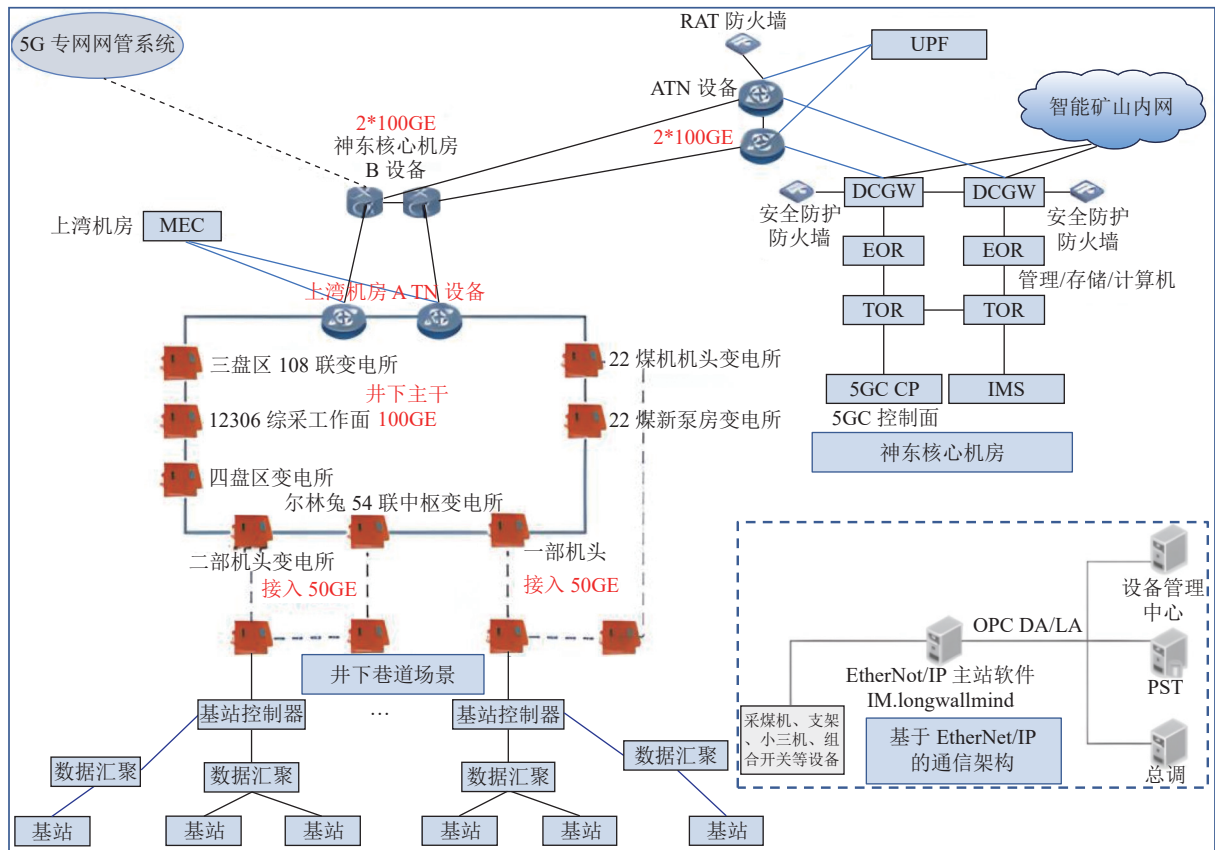 5G 专网网管系统
RAT 防火墙
UPF
ATN 设备
智能矿山内网
2*100GE
神东核心机房
B 设备
2*100GE
DCGW
DCGW
安全防护
防火墙
安全防护
防火墙
上湾机房
MEC
EOR
EOR
管理/存储/计算机
上湾机房 A TN 设备
TOR
TOR
三盘区 108 联变电所
22 煤机机头变电所
井下主干
100GE
5GC CP
IMS
12306 综采工作面
22 煤新泵房变电所
5GC 控制面
神东核心机房
四盘区变电所
尔林兔 54 联中枢变电所
二部机头变电所
一部机头
接入 50GE
接入 50GE
设备管理
中心
OPC DA/LA
井下巷道场景
EtherNot/IP 主站软件
IM.longwallmind
PST
基站控制器
…
基站控制器
采煤机、支架
、小三机、组
合开关等设备
基于 EtherNet/IP
的通信架构
数据汇聚
数据汇聚
数据汇聚
数据汇聚
总调
基站
基站
基站
基站
基站
基站